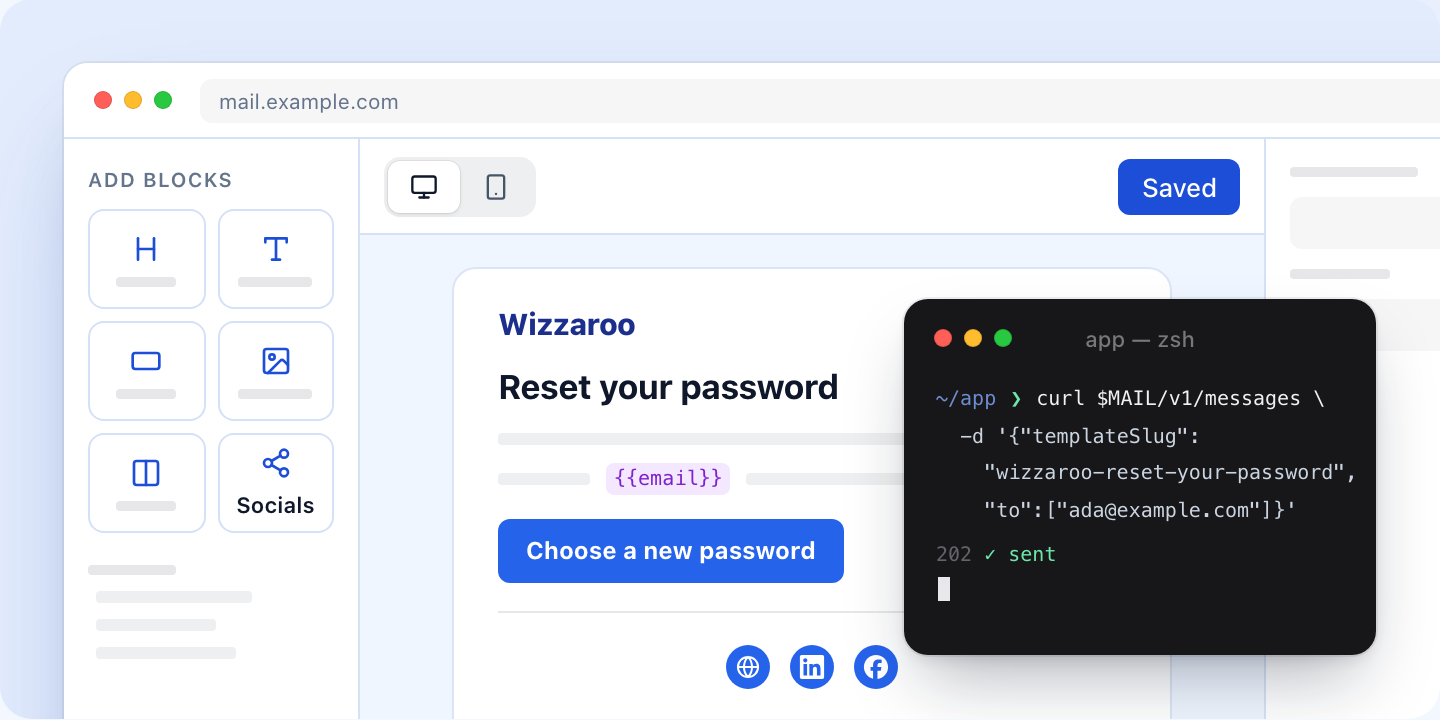 mail.example.com
ADD BLOCKS
Saved
H
T
Socials
Wizzaroo
Reset your password
{{email}}
Choose a new password
app — zsh
~/app ❯ curl $MAIL/v1/messages \
-d '{"templateSlug":
"wizzaroo-reset-your-password",
"to":["ada@example.com"]}'
202 ✓ sent